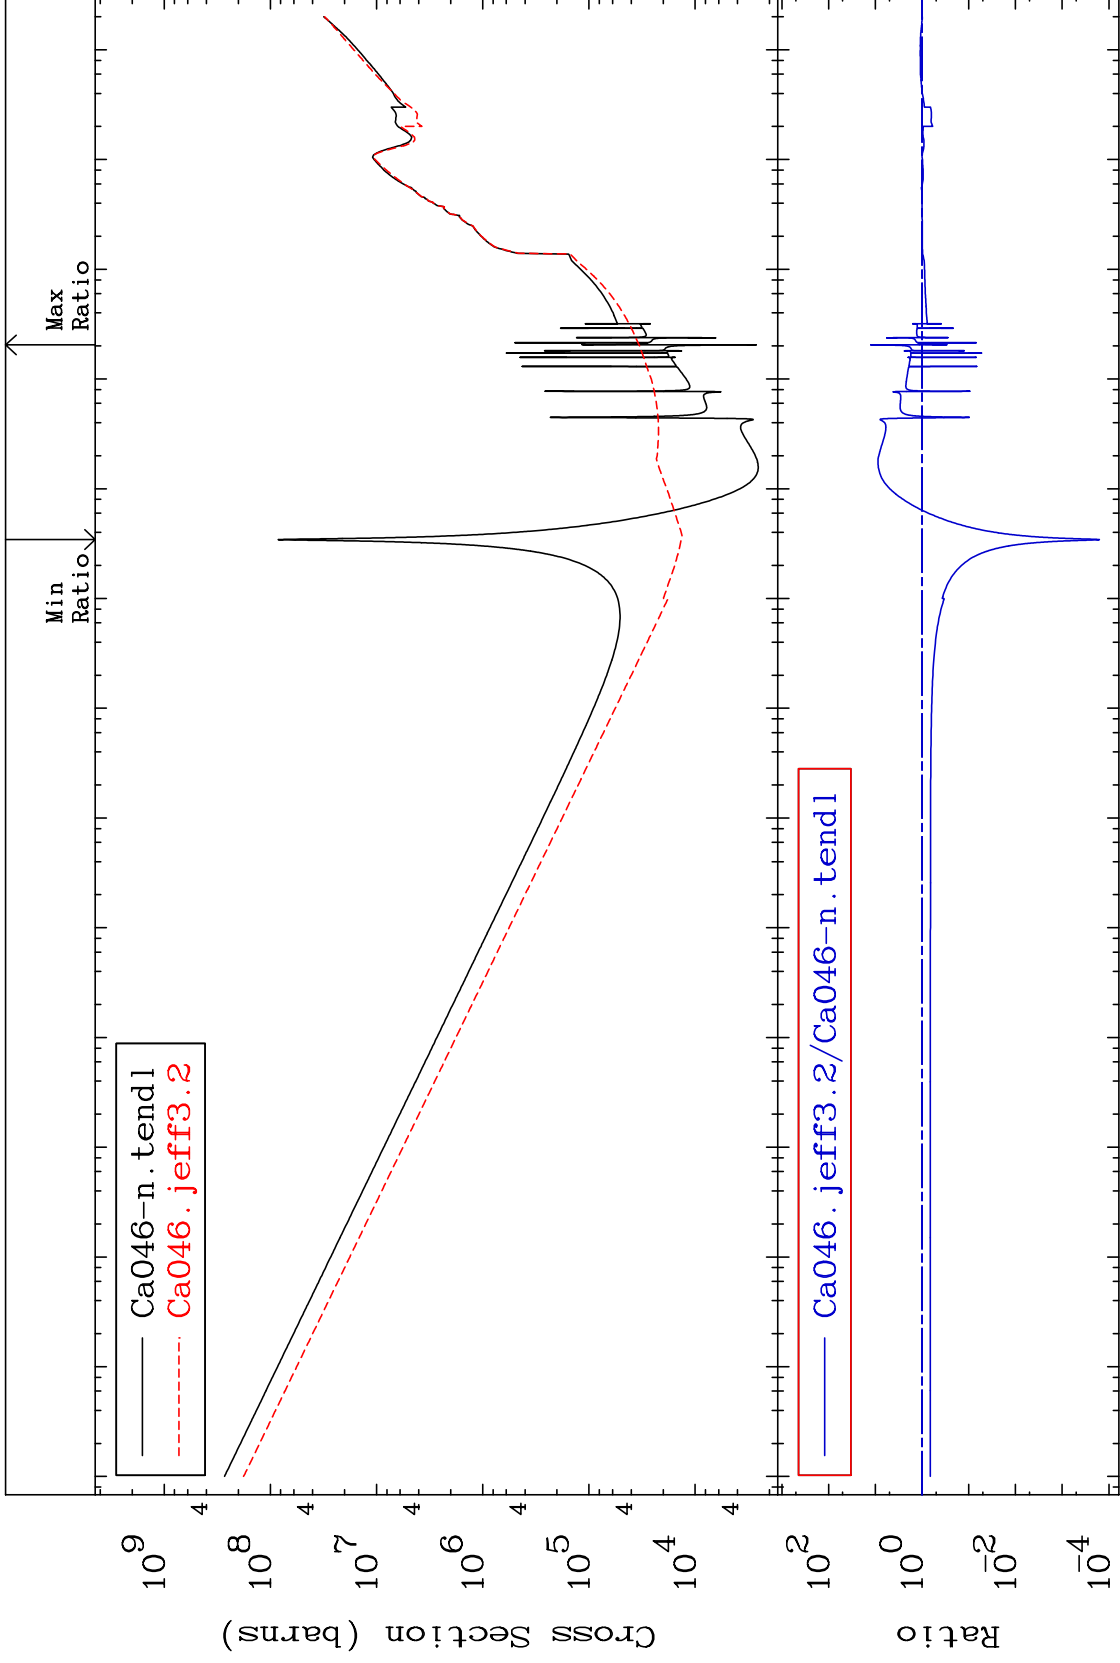 Min
Ratio
Max
Ratio
Ca046-n.tendl
Ca046.jeff3.2
10 9
4
10 8
4
10 7
4
10 6
4
10 5
4
10 4
4
Cross Section (barns)
Ca046.jeff3.2/Ca046-n.tendl
10 2
10 0
10 -2
10 -4
Ratio